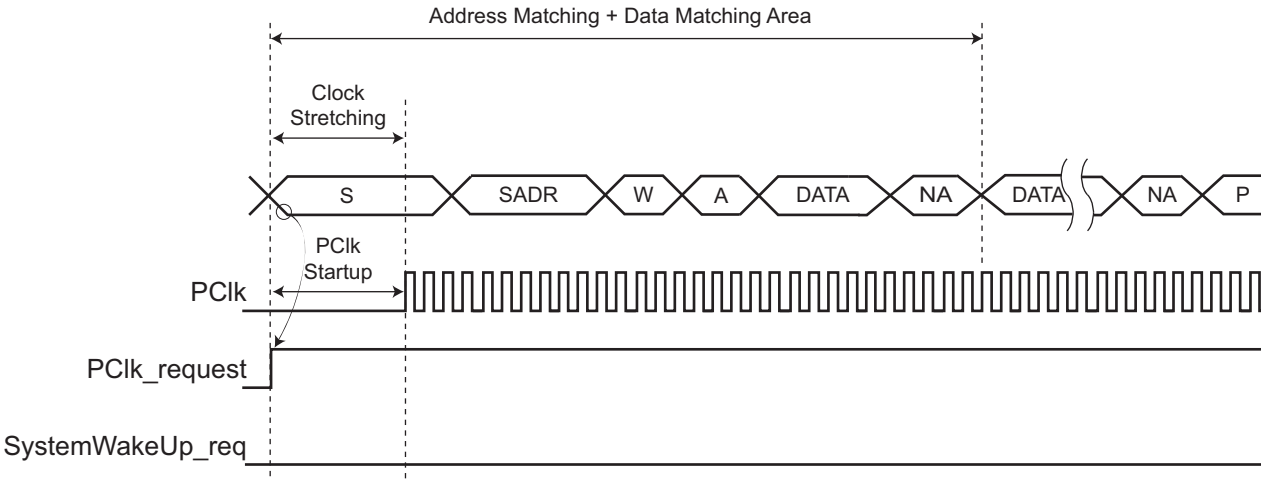 Address Matching + Data Matching Area
Clock
Stretching
S
SADR
W
A
DATA
NA
DATA
NA
P
PClk
Startup
PClk
PClk_request
SystemWakeUp_req